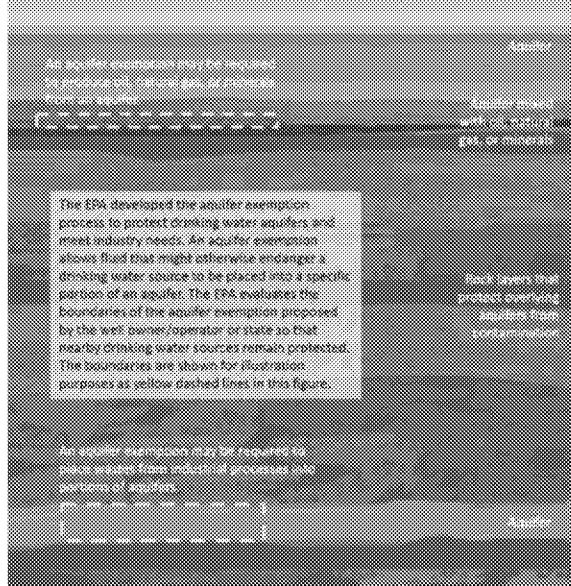 Aquifer
An aquifer exemption may be required
to produce oil, natural gas, or minerals
from an aquifer.
Aquifer mixed
with oil, natural
gas, or minerals
The EPA developed the aquifer exemption
process to protect drinking water aquifers and
meet industry needs. An aquifer exemption
allows fluid that might otherwise endanger a
drinking water source to be placed into a specific
portion of an aquifer. The EPA evaluates the
boundaries of the aquifer exemption proposed
by the well owner/operator or state so that
nearby drinking water sources remain protected.
The boundaries are shown for illustration
purposes as yellow dashed lines in this figure.
Rock layers that
protect overlying
aquifer from
contamination
An aquifer exemption may be required to
place waste from industrial processes into
portions of aquifers.
Aquifer